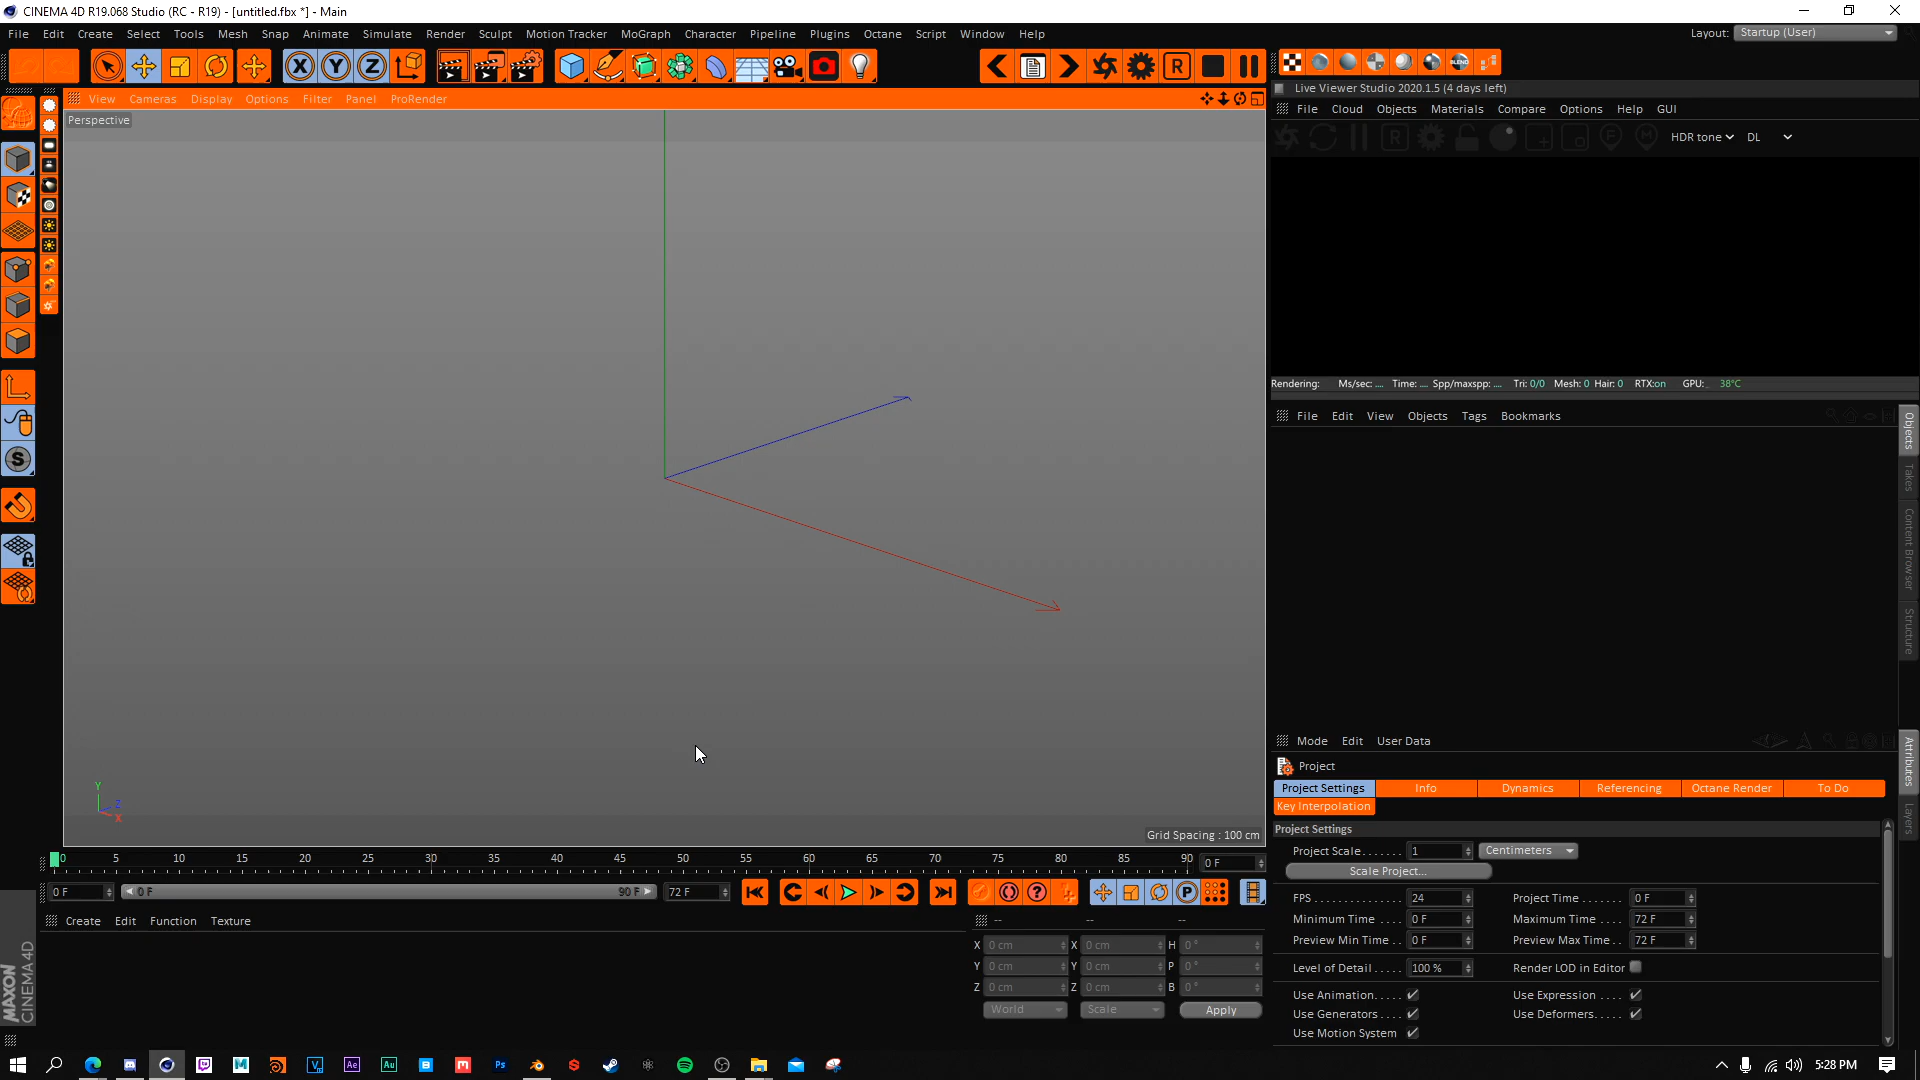 CINEMA 4D R19.068 Studio (RC - R19) - [untitled.fbx *] - Main
File Edit Create Select Tools Mesh Snap Animate Simulate Render Sculpt Motion Tracker MoGraph Character Pipeline Plugins Octane Script Window Help
Layout: Startup (User)
X Y Z R
View Cameras Display Options Filter Panel ProRender
Perspective
Live Viewer Studio 2020.1.5 (4 days left)
File Cloud Objects Materials Compare Options Help GUI
R F M HDR tone DL
BLEND
S
Rendering: Ms/sec: .... Time: .... Spp/maxspp: .... Tri: 0/0 Mesh: 0 Hair: 0 RTX:on GPU: 38°C
File Edit View Objects Tags Bookmarks
Objects
Takes
Content Browser
Structure
Y
Z
X
Grid Spacing : 100 cm
0 5 10 15 20 25 30 35 40 45 50 55 60 65 70 75 80 85 90 0 F
0 F 0 F 90 F 72 F
P
Create Edit Function Texture
-- -- --
X 0 cm X 0 cm H 0 °
Y 0 cm Y 0 cm P 0 °
Z 0 cm Z 0 cm B 0 °
World Scale Apply
MAXON
CINEMA 4D
Mode Edit User Data
Attributes
Layers
Project
Project Settings Info Dynamics Referencing Octane Render To Do
Key Interpolation
Project Settings
Project Scale....... 1 Centimeters
Scale Project...
FPS .............. 24 Project Time ....... 0 F
Minimum Time .... 0 F Maximum Time .... 72 F
Preview Min Time .. 0 F Preview Max Time .. 72 F
Level of Detail ..... 100 % Render LOD in Editor
Use Animation..... Use Expression ....
Use Generators .... Use Deformers.....
Use Motion System
Ae Au B Ps
5:28 PM